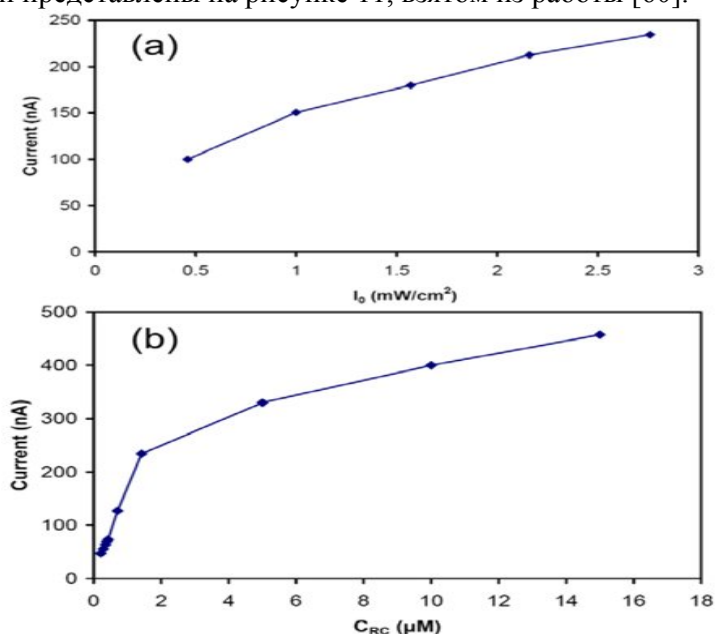 представлены на рисунке 11, взятом из работы [60].
(a)
250
200
150
100
50
0
Current (nA)
0 0.5 1 1.5 2 2.5 3
I₀ (mW/cm²)
(b)
500
400
300
200
100
0
Current (nA)
0 2 4 6 8 10 12 14 16 18
C_RC (µM)